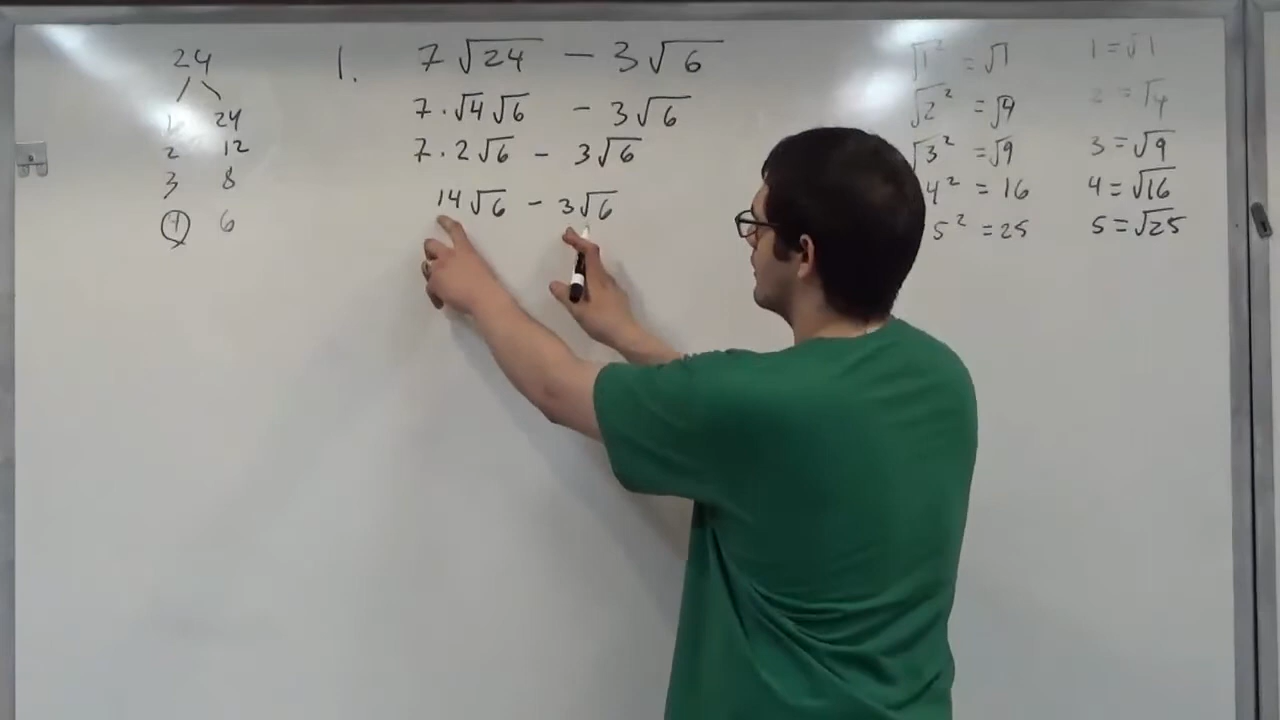 24
1 24
2 12
3 8
4 6
1. 7√24 − 3√6
7·√4√6 − 3√6
7·2√6 − 3√6
14√6 − 3√6
√1² = √1
√2² = √4
√3² = √9
4² = 16
5² = 25
1 = √1
2 = √4
3 = √9
4 = √16
5 = √25